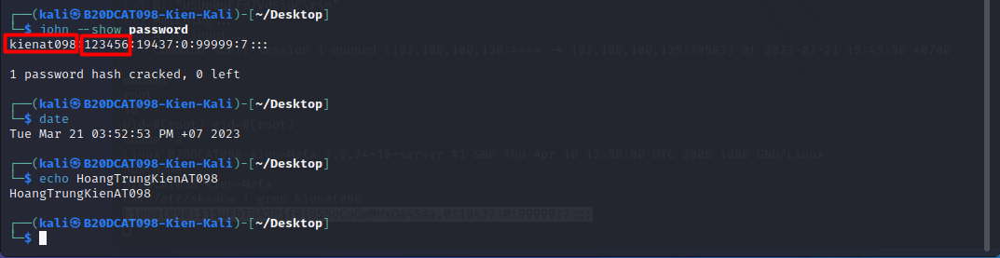 ┌──(kali㉿B20DCAT098-Kien-Kali)-[~/Desktop]
└─$ john --show password
kienat098:123456:19437:0:99999:7:::
1 password hash cracked, 0 left
┌──(kali㉿B20DCAT098-Kien-Kali)-[~/Desktop]
└─$ date
Tue Mar 21 03:52:53 PM +07 2023
┌──(kali㉿B20DCAT098-Kien-Kali)-[~/Desktop]
└─$ echo HoangTrungKienAT098
HoangTrungKienAT098
┌──(kali㉿B20DCAT098-Kien-Kali)-[~/Desktop]
└─$